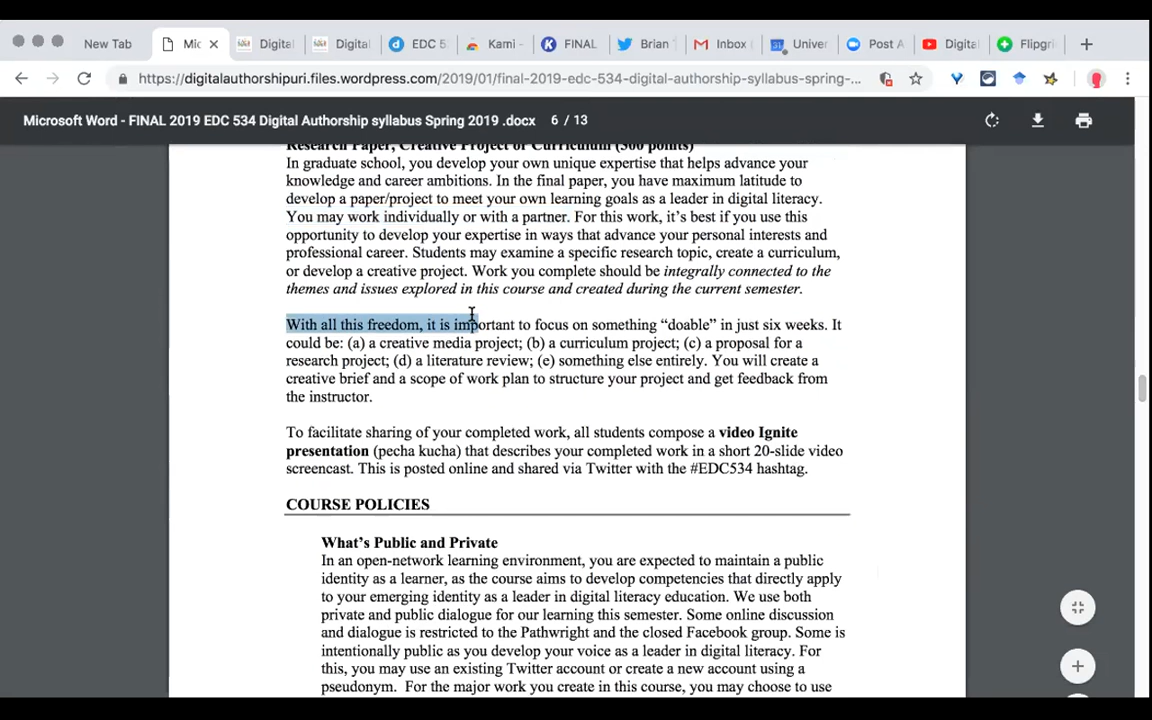 New Tab Mic Digital Digital EDC 5 Kami - FINAL Brian Inbox Univer Post A Digita Flipgri
https://digitalauthorshipuri.files.wordpress.com/2019/01/final-2019-edc-534-digital-authorship-syllabus-spring-...
Microsoft Word - FINAL 2019 EDC 534 Digital Authorship syllabus Spring 2019 .docx 6 / 13
Research Paper, Creative Project or Curriculum (300 points)
In graduate school, you develop your own unique expertise that helps advance your
knowledge and career ambitions. In the final paper, you have maximum latitude to
develop a paper/project to meet your own learning goals as a leader in digital literacy.
You may work individually or with a partner. For this work, it's best if you use this
opportunity to develop your expertise in ways that advance your personal interests and
professional career. Students may examine a specific research topic, create a curriculum,
or develop a creative project. Work you complete should be integrally connected to the
themes and issues explored in this course and created during the current semester.
With all this freedom, it is important to focus on something “doable” in just six weeks. It
could be: (a) a creative media project; (b) a curriculum project; (c) a proposal for a
research project; (d) a literature review; (e) something else entirely. You will create a
creative brief and a scope of work plan to structure your project and get feedback from
the instructor.
To facilitate sharing of your completed work, all students compose a video Ignite
presentation (pecha kucha) that describes your completed work in a short 20-slide video
screencast. This is posted online and shared via Twitter with the #EDC534 hashtag.
COURSE POLICIES
What's Public and Private
In an open-network learning environment, you are expected to maintain a public
identity as a learner, as the course aims to develop competencies that directly apply
to your emerging identity as a leader in digital literacy education. We use both
private and public dialogue for our learning this semester. Some online discussion
and dialogue is restricted to the Pathwright and the closed Facebook group. Some is
intentionally public as you develop your voice as a leader in digital literacy. For
this, you may use an existing Twitter account or create a new account using a
pseudonym. For the major work you create in this course, you may choose to use